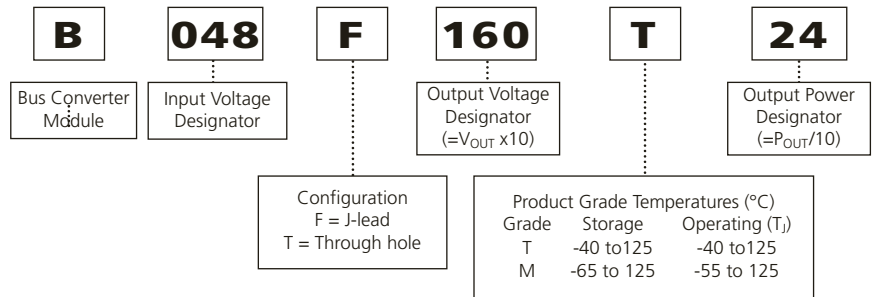 B 048 F 160 T 24
Bus Converter
Module
Input Voltage
Designator
Output Voltage
Designator
(=VOUT x10)
Output Power
Designator
(=POUT/10)
Configuration
F = J-lead
T = Through hole
Product Grade Temperatures (°C)
Grade Storage Operating (TJ)
T -40 to125 -40 to125
M -65 to 125 -55 to 125